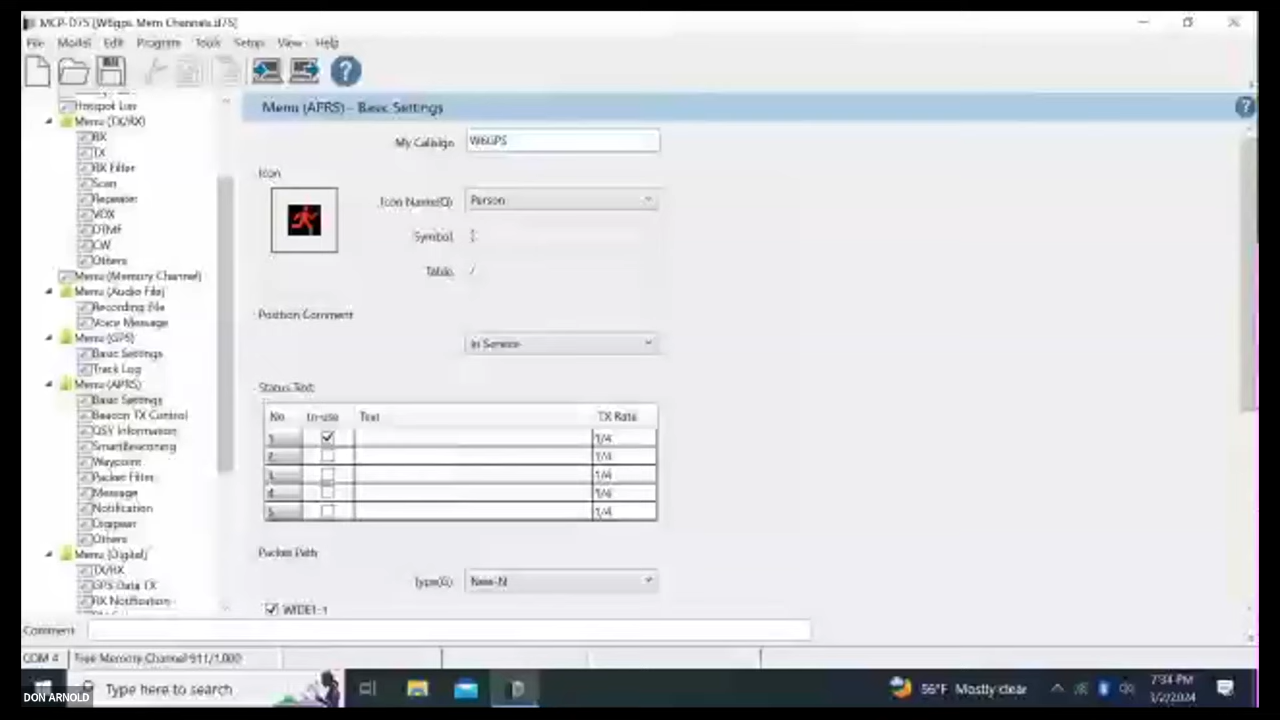 MCP-D75 [W6gps Mem Channels.d75]
File Model Edit Program Tools Setup View Help
Hotspot List
Menu (TX/RX)
RX
TX
RX Filter
Scan
Repeater
VOX
DTMF
CW
Others
Menu (Memory Channel)
Menu (Audio File)
Recording File
Voice Message
Menu (GPS)
Basic Settings
Track Log
Menu (APRS)
Basic Settings
Beacon TX Control
QSY Information
SmartBeaconing
Waypoint
Packet Filter
Message
Notification
Digipeat
Others
Menu (Digital)
TX/RX
GPS Data TX
RX Notification
Menu (APRS) - Basic Settings
My Callsign W6GPS
Icon
Icon Name(Q) Person
Symbol [
Table /
Position Comment
In Service
Status Text
No. In-use Text TX Rate
1 1/4
2 1/4
3 1/4
4 1/4
5 1/4
Packet Path
Type(G) New-N
WIDE1-1
Comment
COM 4 Free Memory Channel 911/1,000
Type here to search
56°F Mostly clear
7:34 PM
1/2/2024
DON ARNOLD